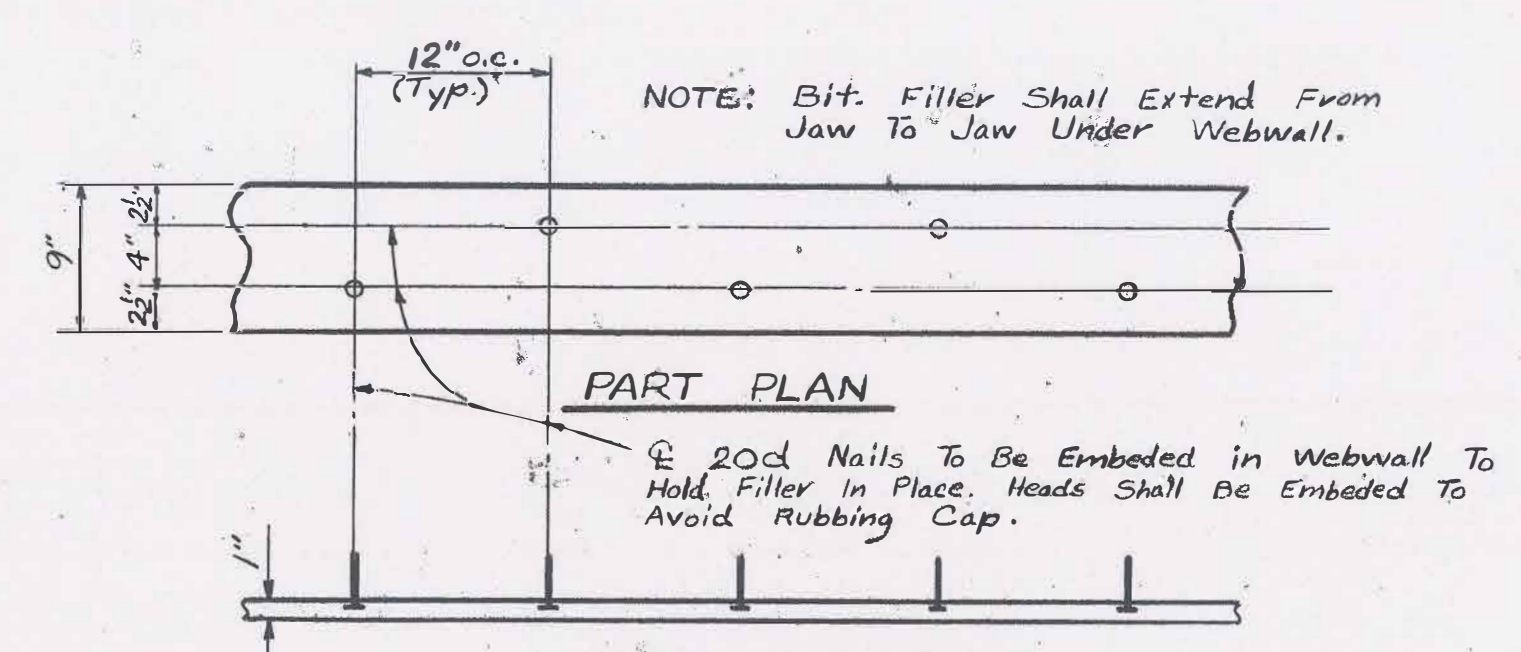 12" o.c.
(Typ.)
NOTE: Bit. Filler Shall Extend From
Jaw To Jaw Under Webwall.
9"
2½"
4"
2½"
PART PLAN
℄ 20d Nails To Be Embeded in Webwall To
Hold Filler In Place. Heads Shall Be Embeded To
Avoid Rubbing Cap.
1"